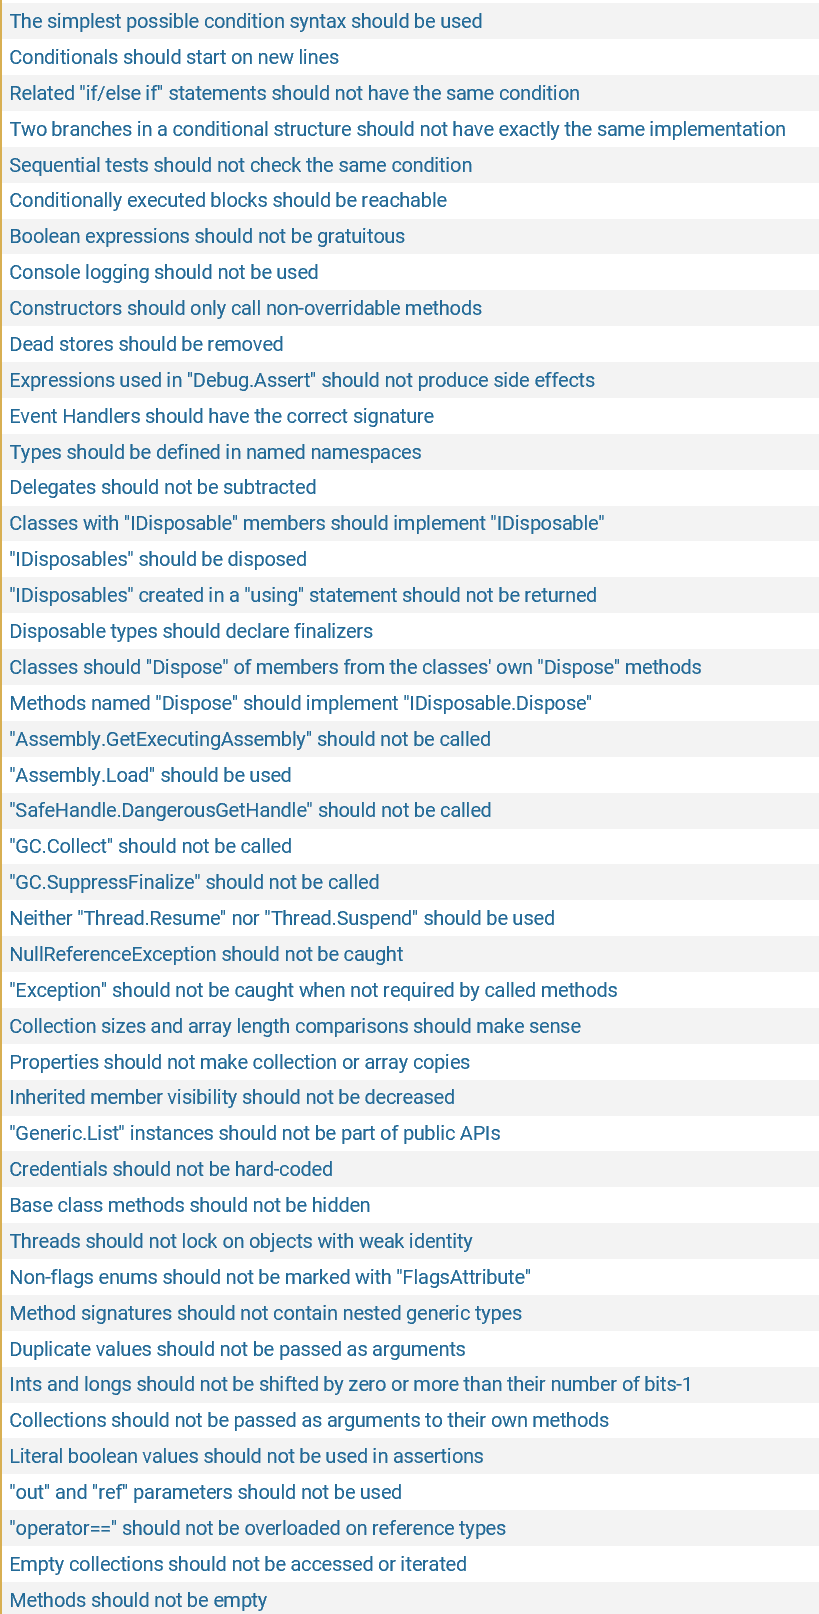 The simplest possible condition syntax should be used
Conditionals should start on new lines
Related "if/else if" statements should not have the same condition
Two branches in a conditional structure should not have exactly the same implementation
Sequential tests should not check the same condition
Conditionally executed blocks should be reachable
Boolean expressions should not be gratuitous
Console logging should not be used
Constructors should only call non-overridable methods
Dead stores should be removed
Expressions used in "Debug.Assert" should not produce side effects
Event Handlers should have the correct signature
Types should be defined in named namespaces
Delegates should not be subtracted
Classes with "IDisposable" members should implement "IDisposable"
"IDisposables" should be disposed
"IDisposables" created in a "using" statement should not be returned
Disposable types should declare finalizers
Classes should "Dispose" of members from the classes' own "Dispose" methods
Methods named "Dispose" should implement "IDisposable.Dispose"
"Assembly.GetExecutingAssembly" should not be called
"Assembly.Load" should be used
"SafeHandle.DangerousGetHandle" should not be called
"GC.Collect" should not be called
"GC.SuppressFinalize" should not be called
Neither "Thread.Resume" nor "Thread.Suspend" should be used
NullReferenceException should not be caught
"Exception" should not be caught when not required by called methods
Collection sizes and array length comparisons should make sense
Properties should not make collection or array copies
Inherited member visibility should not be decreased
"Generic.List" instances should not be part of public APIs
Credentials should not be hard-coded
Base class methods should not be hidden
Threads should not lock on objects with weak identity
Non-flags enums should not be marked with "FlagsAttribute"
Method signatures should not contain nested generic types
Duplicate values should not be passed as arguments
Ints and longs should not be shifted by zero or more than their number of bits-1
Collections should not be passed as arguments to their own methods
Literal boolean values should not be used in assertions
"out" and "ref" parameters should not be used
"operator==" should not be overloaded on reference types
Empty collections should not be accessed or iterated
Methods should not be empty